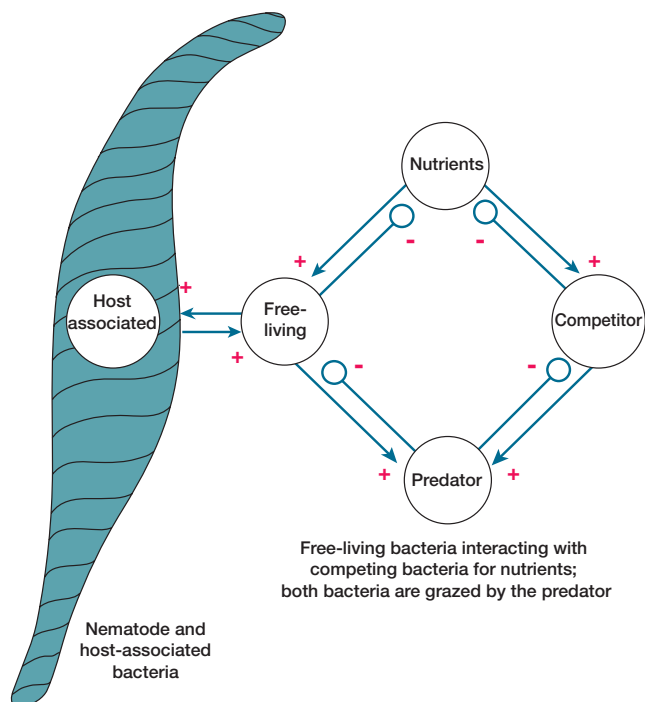 Nutrients
-
-
+
+
Host
associated
+
Free-
living
Competitor
+
-
-
+
Predator
+
Free-living bacteria interacting with
competing bacteria for nutrients;
both bacteria are grazed by the predator
Nematode and
host-associated
bacteria